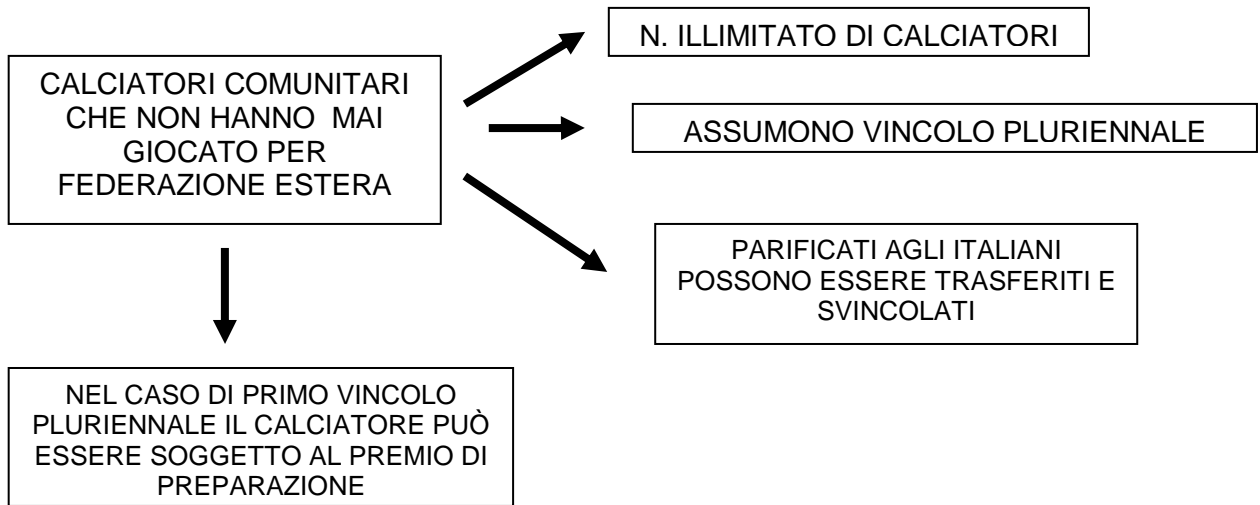 N. ILLIMITATO DI CALCIATORI
CALCIATORI COMUNITARI
CHE NON HANNO MAI
GIOCATO PER
FEDERAZIONE ESTERA
ASSUMONO VINCOLO PLURIENNALE
PARIFICATI AGLI ITALIANI
POSSONO ESSERE TRASFERITI E
SVINCOLATI
NEL CASO DI PRIMO VINCOLO
PLURIENNALE IL CALCIATORE PUÒ
ESSERE SOGGETTO AL PREMIO DI
PREPARAZIONE